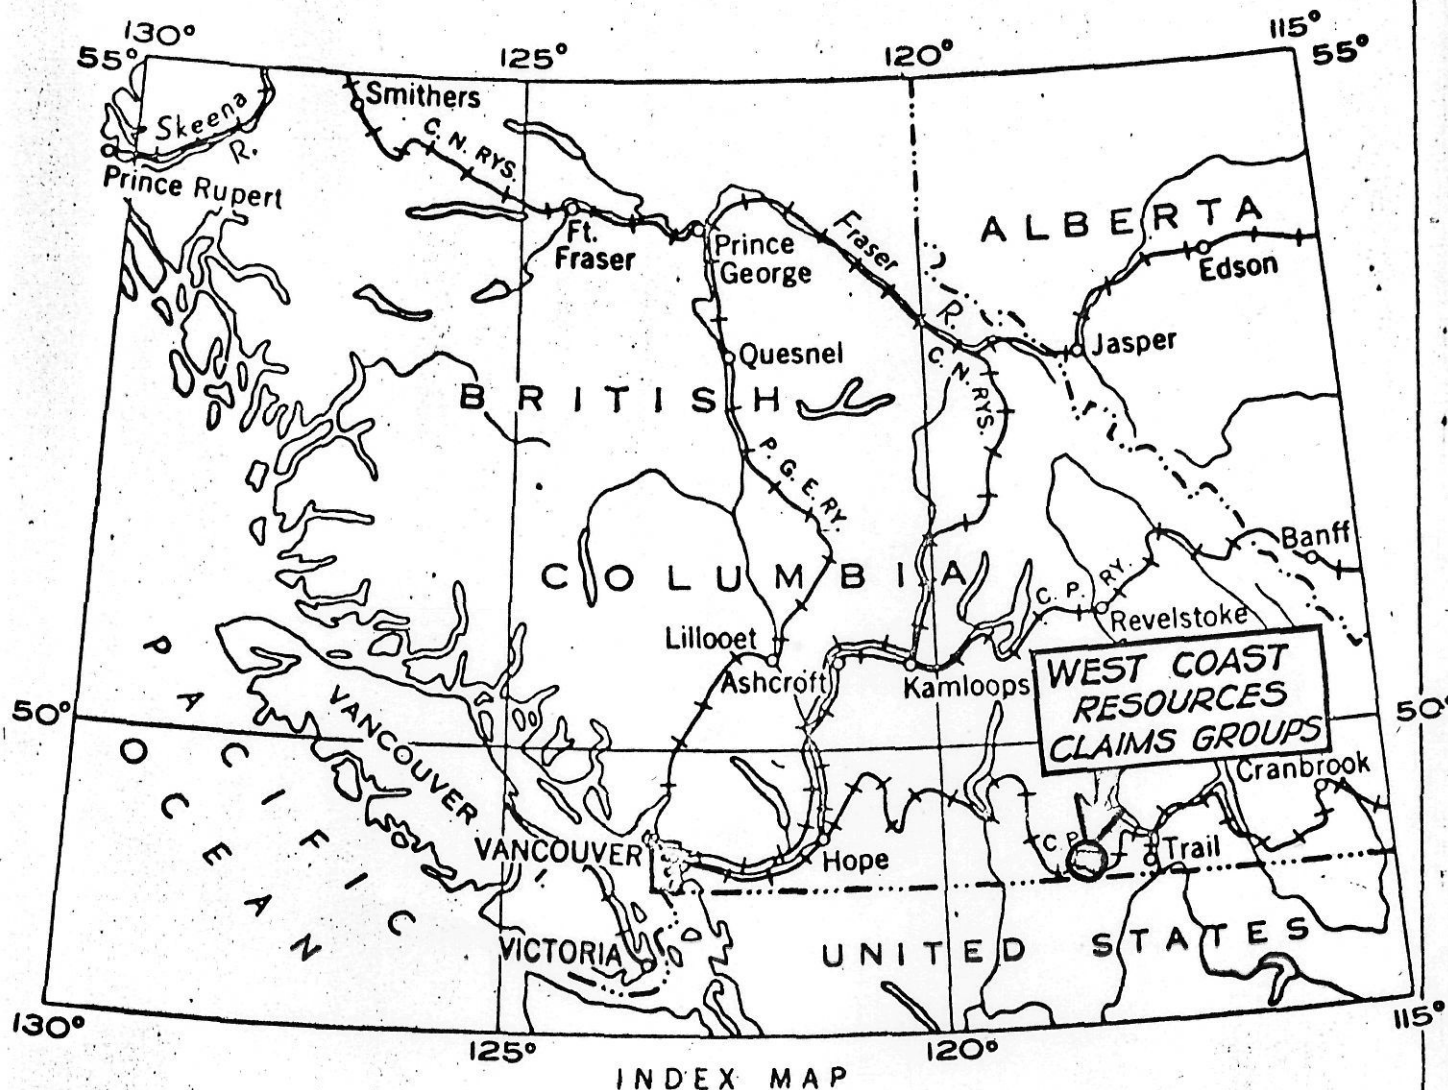 130°
115°
55°
125°
120°
55°
Smithers
Skeena
R.
C. N. RYS.
Prince Rupert
ALBERTA
Ft.
Fraser
Prince
George
Fraser
R.
Edson
Quesnel
Jasper
C. N. RYS.
BRITISH
P. G. E. RY.
Banff
COLUMBIA
C. P. RY.
Revelstoke
Lillooet
Ashcroft
Kamloops
WEST COAST
RESOURCES
CLAIMS GROUPS
50°
50°
VANCOUVER
PACIFIC
OCEAN
Cranbrook
VANCOUVER
Hope
C. P.
Trail
VICTORIA
UNITED STATES
130°
125°
120°
115°
INDEX MAP